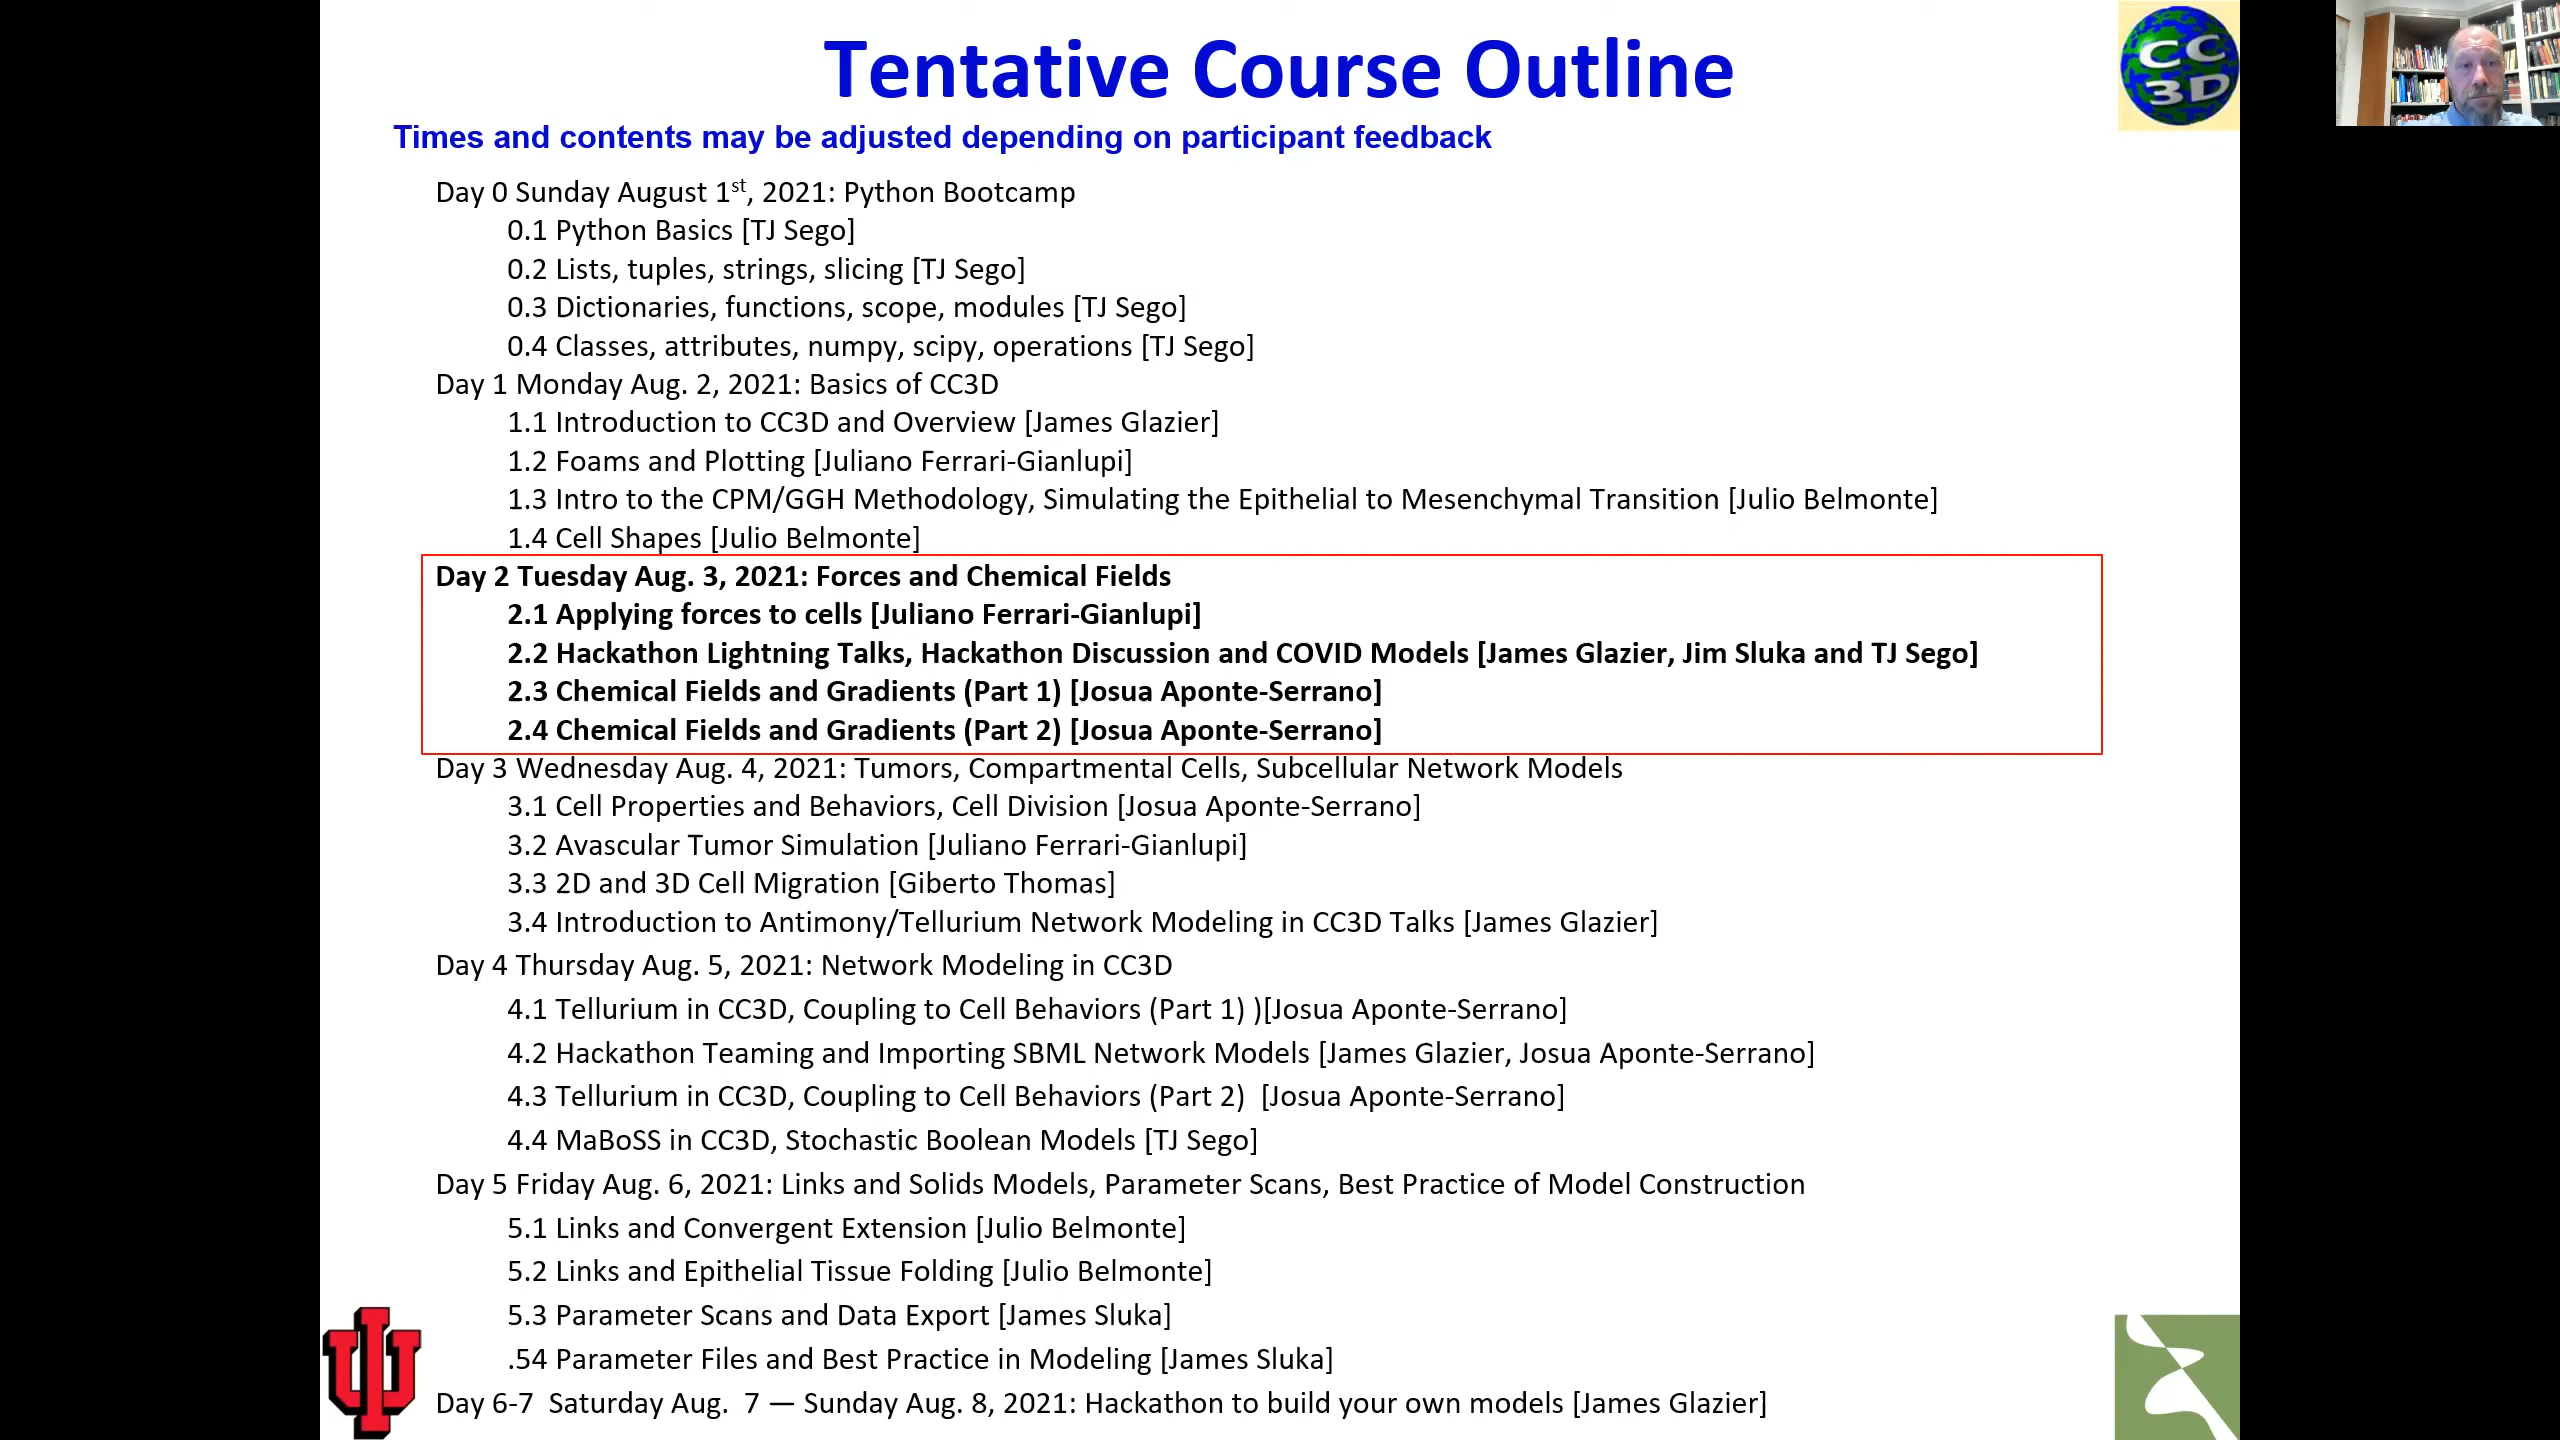 Tentative Course Outline
Times and contents may be adjusted depending on participant feedback
Day 0 Sunday August 1st, 2021: Python Bootcamp
0.1 Python Basics [TJ Sego]
0.2 Lists, tuples, strings, slicing [TJ Sego]
0.3 Dictionaries, functions, scope, modules [TJ Sego]
0.4 Classes, attributes, numpy, scipy, operations [TJ Sego]
Day 1 Monday Aug. 2, 2021: Basics of CC3D
1.1 Introduction to CC3D and Overview [James Glazier]
1.2 Foams and Plotting [Juliano Ferrari-Gianlupi]
1.3 Intro to the CPM/GGH Methodology, Simulating the Epithelial to Mesenchymal Transition [Julio Belmonte]
1.4 Cell Shapes [Julio Belmonte]
Day 2 Tuesday Aug. 3, 2021: Forces and Chemical Fields
2.1 Applying forces to cells [Juliano Ferrari-Gianlupi]
2.2 Hackathon Lightning Talks, Hackathon Discussion and COVID Models [James Glazier, Jim Sluka and TJ Sego]
2.3 Chemical Fields and Gradients (Part 1) [Josua Aponte-Serrano]
2.4 Chemical Fields and Gradients (Part 2) [Josua Aponte-Serrano]
Day 3 Wednesday Aug. 4, 2021: Tumors, Compartmental Cells, Subcellular Network Models
3.1 Cell Properties and Behaviors, Cell Division [Josua Aponte-Serrano]
3.2 Avascular Tumor Simulation [Juliano Ferrari-Gianlupi]
3.3 2D and 3D Cell Migration [Giberto Thomas]
3.4 Introduction to Antimony/Tellurium Network Modeling in CC3D Talks [James Glazier]
Day 4 Thursday Aug. 5, 2021: Network Modeling in CC3D
4.1 Tellurium in CC3D, Coupling to Cell Behaviors (Part 1) )[Josua Aponte-Serrano]
4.2 Hackathon Teaming and Importing SBML Network Models [James Glazier, Josua Aponte-Serrano]
4.3 Tellurium in CC3D, Coupling to Cell Behaviors (Part 2)  [Josua Aponte-Serrano]
4.4 MaBoSS in CC3D, Stochastic Boolean Models [TJ Sego]
Day 5 Friday Aug. 6, 2021: Links and Solids Models, Parameter Scans, Best Practice of Model Construction
5.1 Links and Convergent Extension [Julio Belmonte]
5.2 Links and Epithelial Tissue Folding [Julio Belmonte]
5.3 Parameter Scans and Data Export [James Sluka]
.54 Parameter Files and Best Practice in Modeling [James Sluka]
Day 6-7  Saturday Aug.  7 — Sunday Aug. 8, 2021: Hackathon to build your own models [James Glazier]
CC
3D